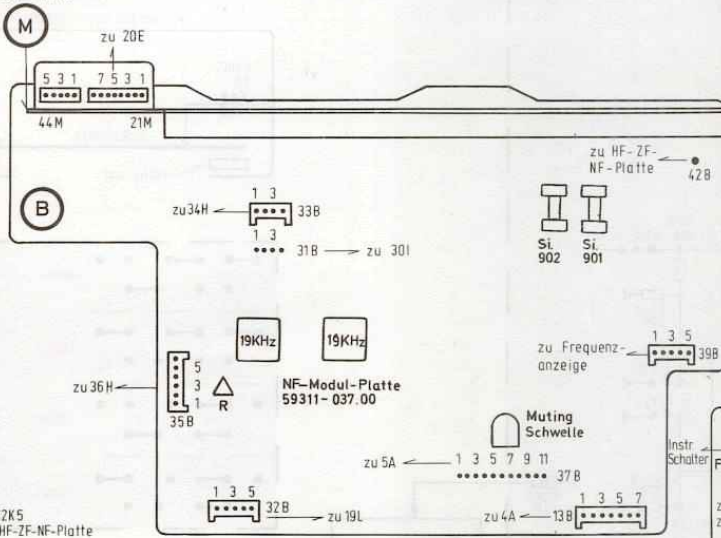 M
zu 20E
5 3 1
7 5 3 1
44M
21M
zu HF-ZF-
NF-Platte
42B
B
1 3
zu34H
33B
1 3
31B
zu 30I
Si.
902
Si.
901
19KHz
19KHz
1 3 5
zu Frequenz-
anzeige
39B
5
3
1
zu 36H
R
35B
NF-Modul-Platte
59311-037.00
Muting
Schwelle
Instr
Schalter
F
zu 5A
1 3 5 7 9 11
37B
1 3 5
32B
zu 19L
zu 4A
13B
1 3 5 7
2K5
HF-ZF-NF-Platte
z
z